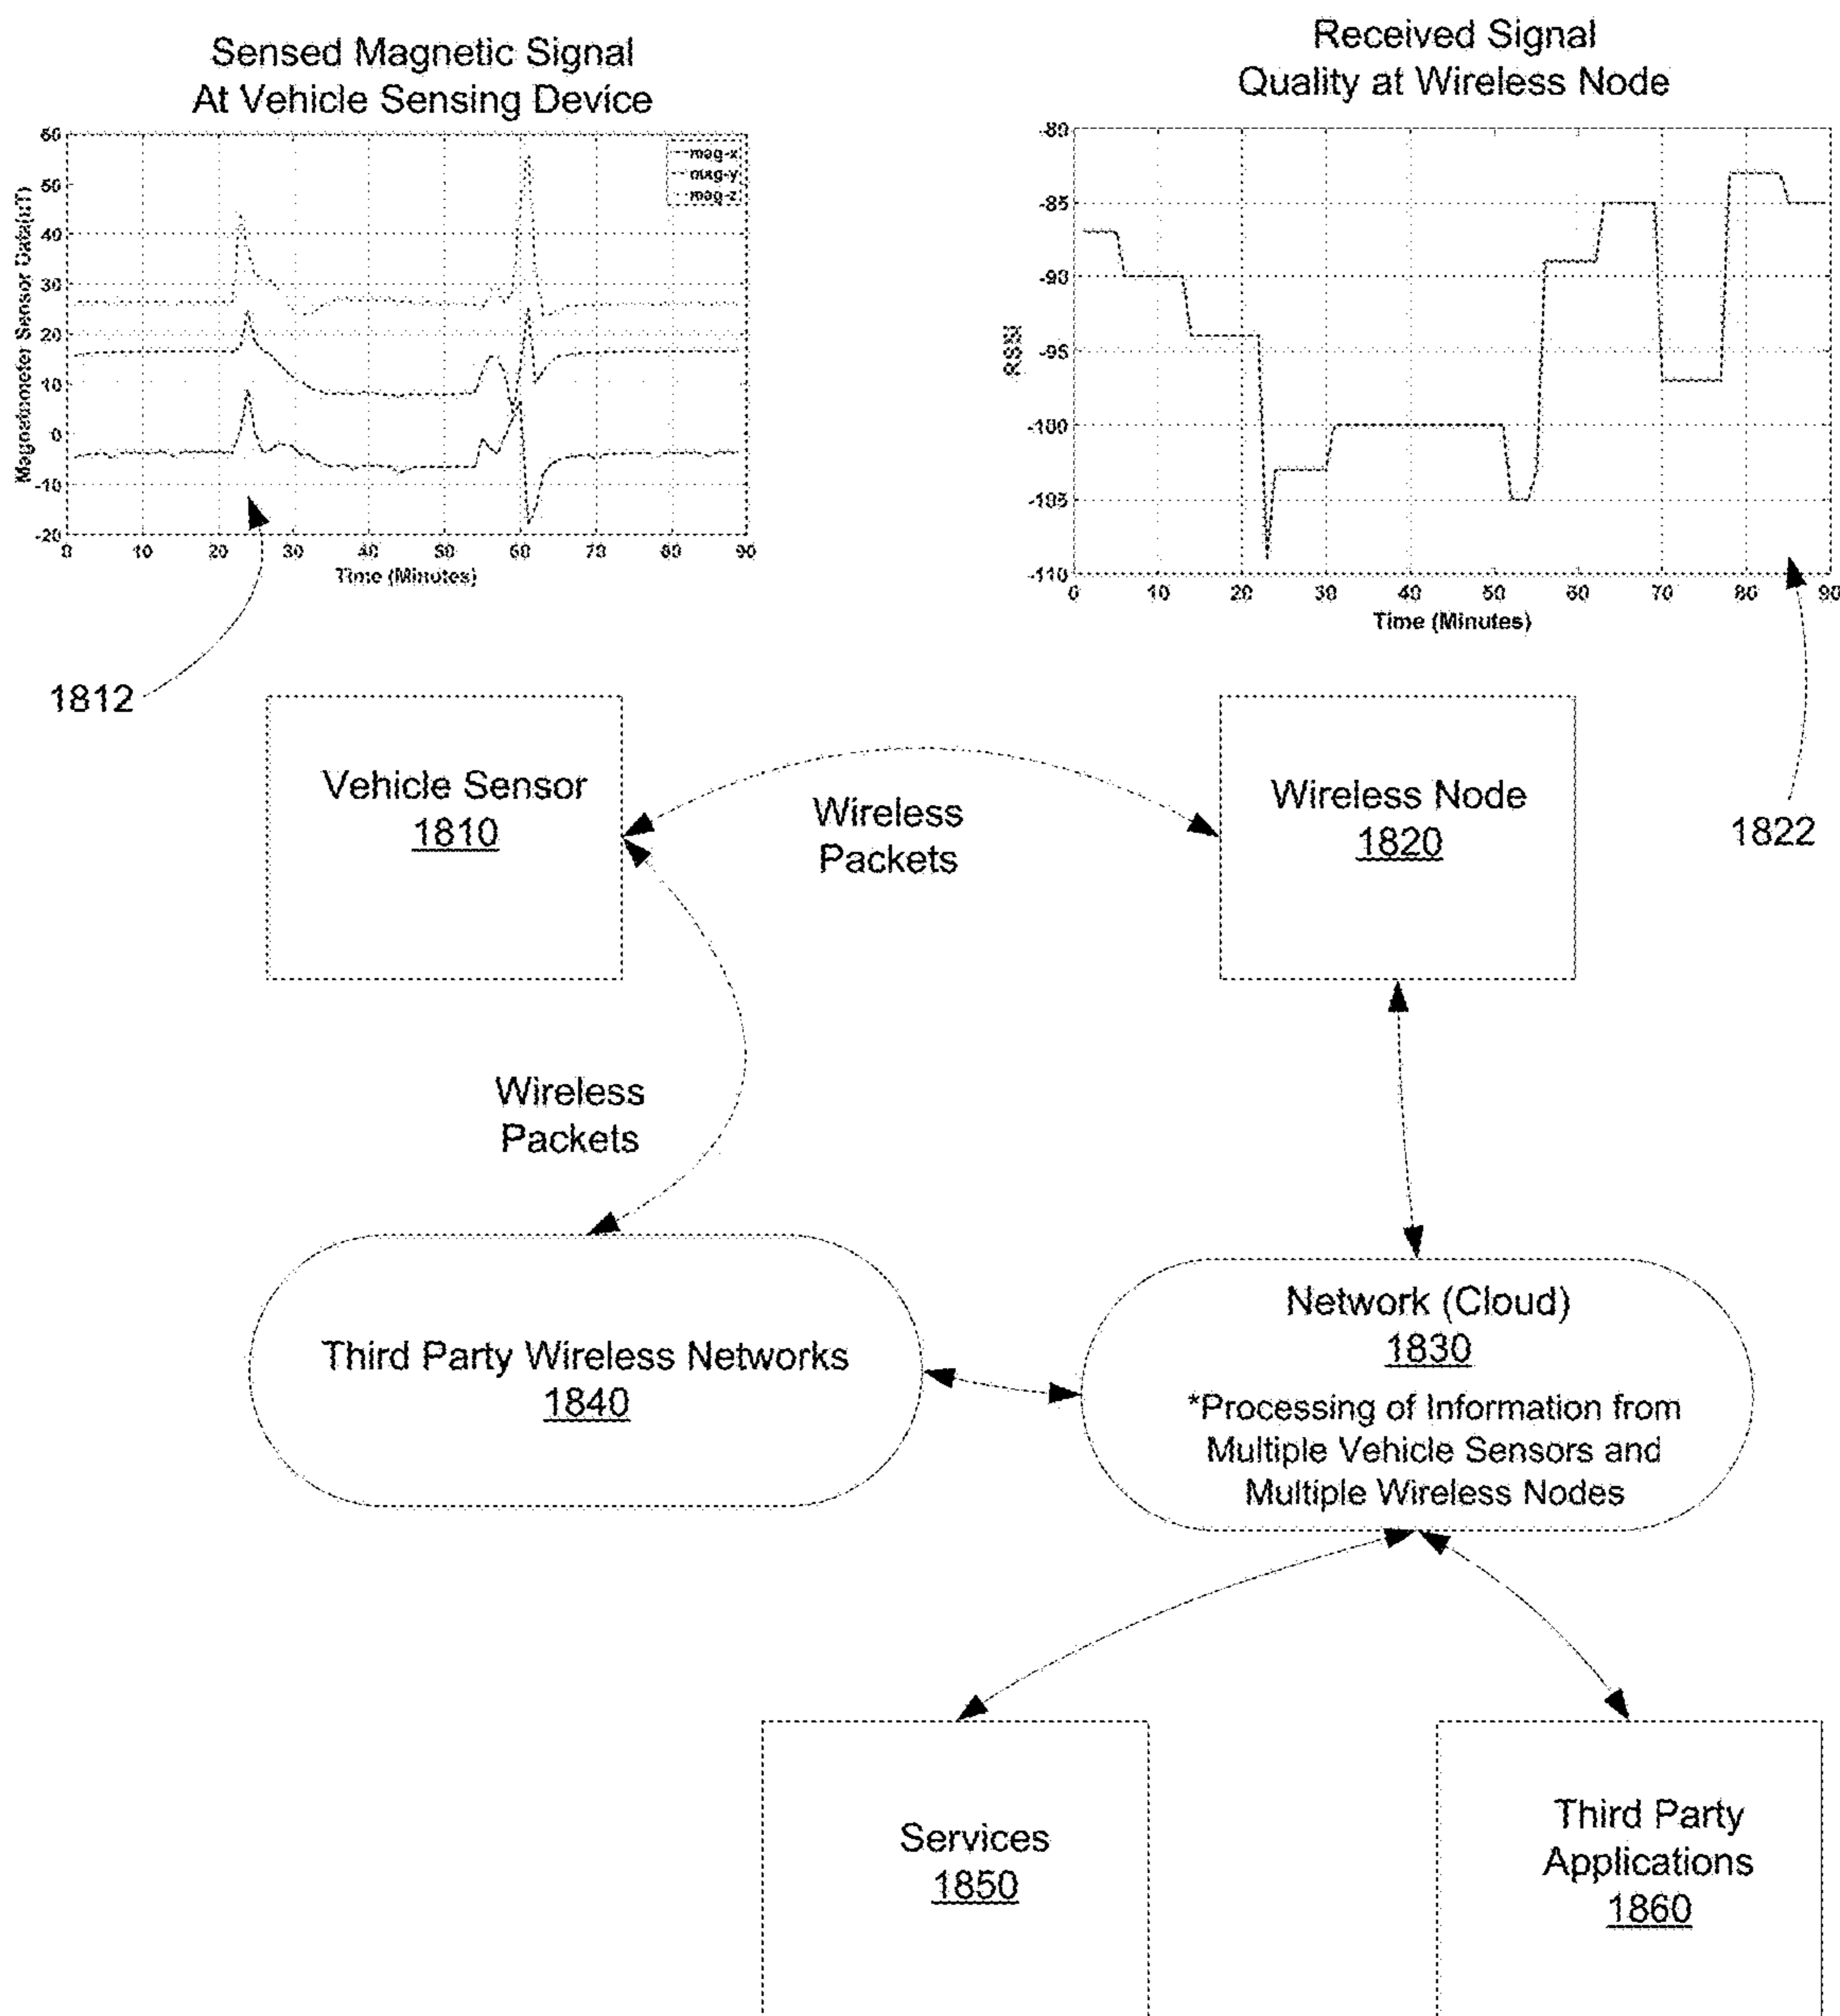 Sensed Magnetic Signal
At Vehicle Sensing Device
60
50
40
30
20
10
0
-10
-20
Magnetometer Sensor Data(uT)
mag-x
mag-y
mag-z
0 10 20 30 40 50 60 70 80 90
Time (Minutes)
1812
Received Signal
Quality at Wireless Node
-80
-85
-90
-95
-100
-105
-110
RSSI
0 10 20 30 40 50 60 70 80 90
Time (Minutes)
1822
Vehicle Sensor
1810
Wireless
Packets
Wireless Node
1820
Wireless
Packets
Third Party Wireless Networks
1840
Network (Cloud)
1830
*Processing of Information from
Multiple Vehicle Sensors and
Multiple Wireless Nodes
Services
1850
Third Party
Applications
1860